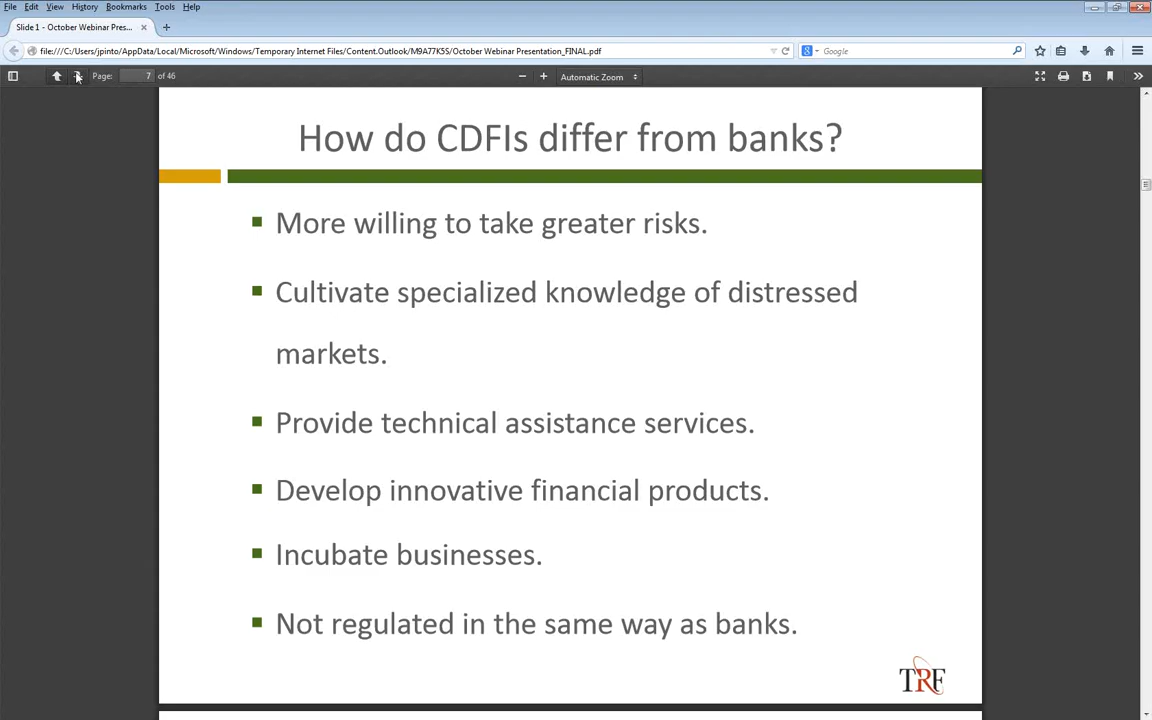 File Edit View History Bookmarks Tools Help
Slide 1 - October Webinar Pres...
file:///C:/Users/jpinto/AppData/Local/Microsoft/Windows/Temporary Internet Files/Content.Outlook/M9A77K5S/October Webinar Presentation_FINAL.pdf
Google
Page: 7 of 46
Automatic Zoom
How do CDFIs differ from banks?
More willing to take greater risks.
Cultivate specialized knowledge of distressed
markets.
Provide technical assistance services.
Develop innovative financial products.
Incubate businesses.
Not regulated in the same way as banks.
TRF